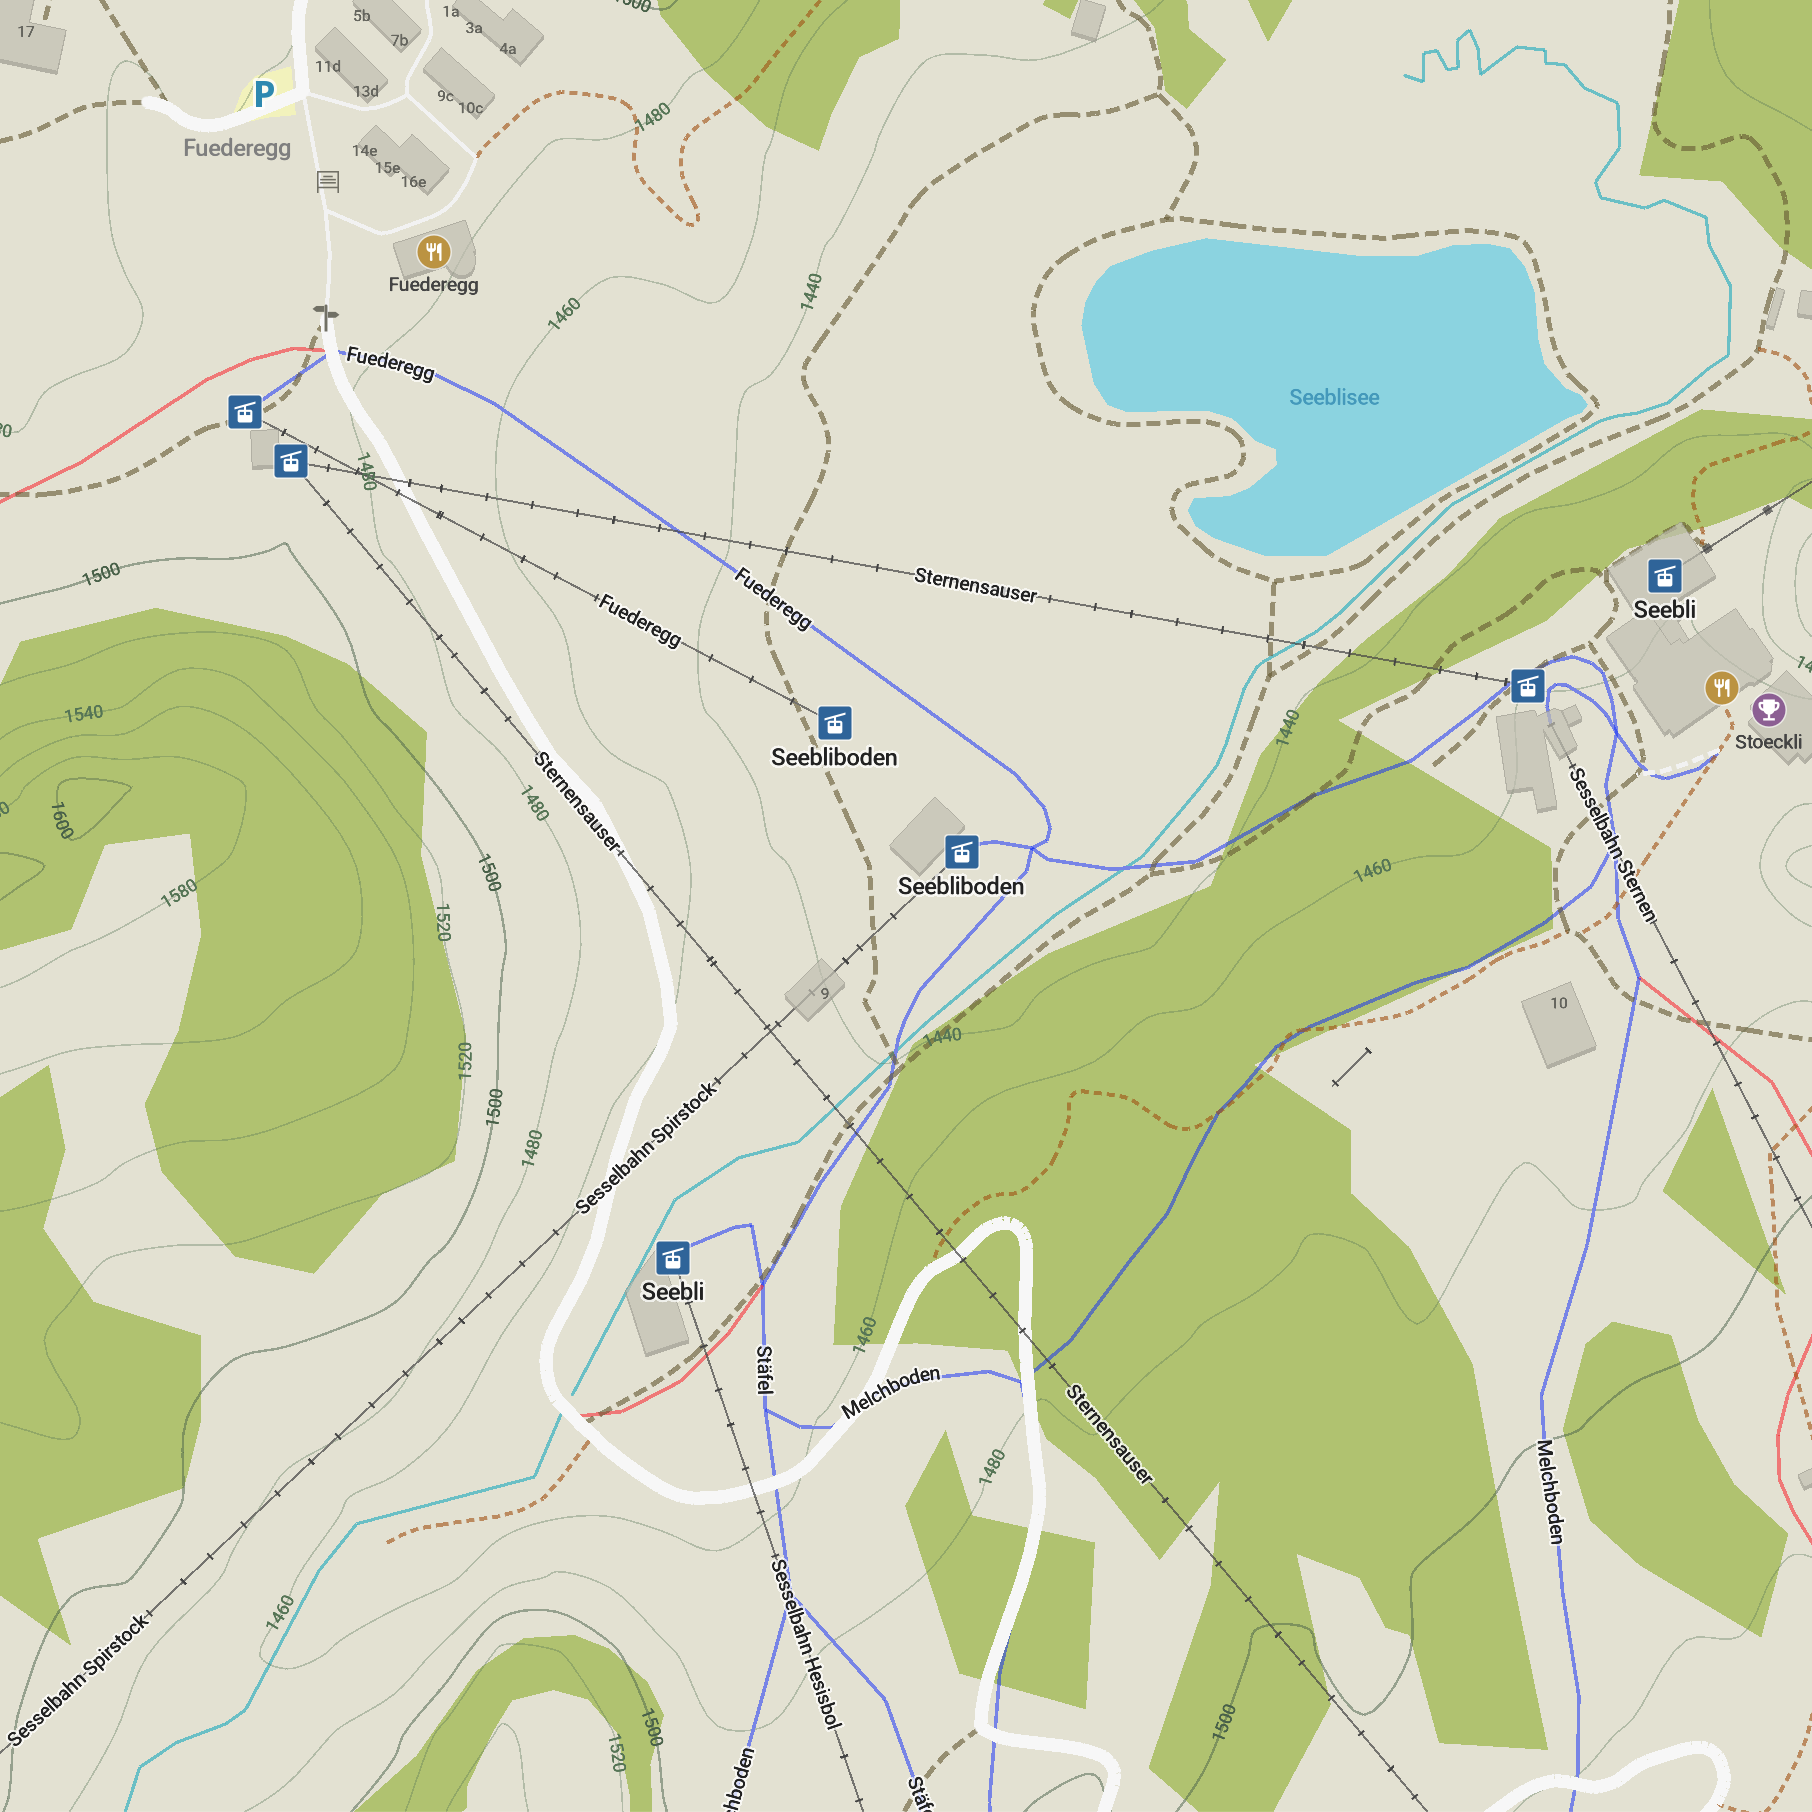 17
5b
7b
1a
3a
4a
11d
13d
9c
10c
14e
15e
16e
P
Fuederegg
Fuederegg
1480
1440
1460
Fuederegg
1480
Seeblisee
Sternensauser
Fuederegg
Fuederegg
1500
Seebli
Stoeckli
Seebliboden
Seebliboden
1440
Sternensauser
Sesselbahn Sternen
1540
1600
1580
1480
1500
1520
1460
9
10
1440
1520
1500
1480
Sesselbahn Spirstock
Seebli
Stäfel
Melchboden
1460
Sternensauser
1480
Melchboden
1460
Sesselbahn Spirstock
Sesselbahn Hesisbol
1500
1520
1500
chboden
Stäfe